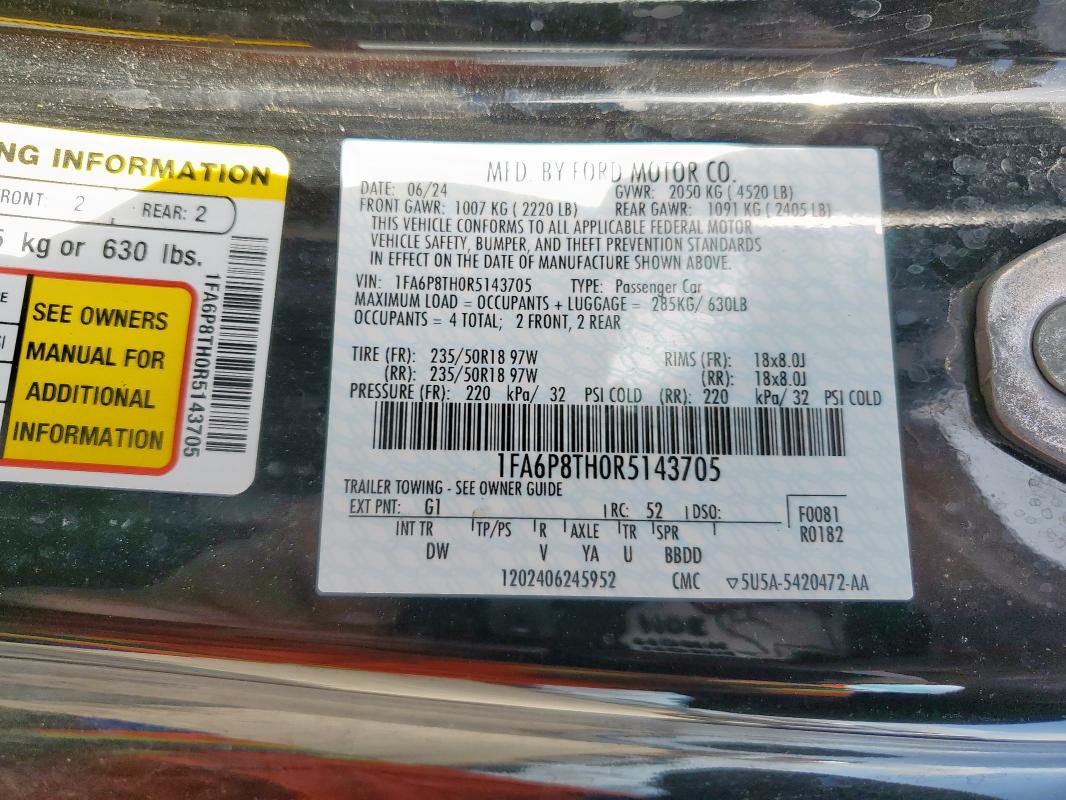 NG INFORMATION
FRONT: 2 REAR: 2
kg or 630 lbs.
SEE OWNERS
MANUAL FOR
ADDITIONAL
INFORMATION
1FA6P8TH0R5143705
MFD. BY FORD MOTOR CO.
DATE: 06/24 GVWR: 2050 KG ( 4520 LB)
FRONT GAWR: 1007 KG ( 2220 LB) REAR GAWR: 1091 KG ( 2405 LB)
THIS VEHICLE CONFORMS TO ALL APPLICABLE FEDERAL MOTOR
VEHICLE SAFETY, BUMPER, AND THEFT PREVENTION STANDARDS
IN EFFECT ON THE DATE OF MANUFACTURE SHOWN ABOVE.
VIN: 1FA6P8TH0R5143705 TYPE: Passenger Car
MAXIMUM LOAD = OCCUPANTS + LUGGAGE = 285KG/ 630LB
OCCUPANTS = 4 TOTAL; 2 FRONT, 2 REAR
TIRE (FR): 235/50R18 97W RIMS (FR): 18x8.0J
(RR): 235/50R18 97W (RR): 18x8.0J
PRESSURE (FR): 220 kPa/ 32 PSI COLD (RR): 220 kPa/ 32 PSI COLD
1FA6P8TH0R5143705
TRAILER TOWING - SEE OWNER GUIDE
EXT PNT: G1 RC: 52 DSO: F0081
INT TR TP/PS R AXLE TR SPR R0182
DW V YA U BBDD
1202406245952 CMC ▽5U5A-5420472-AA